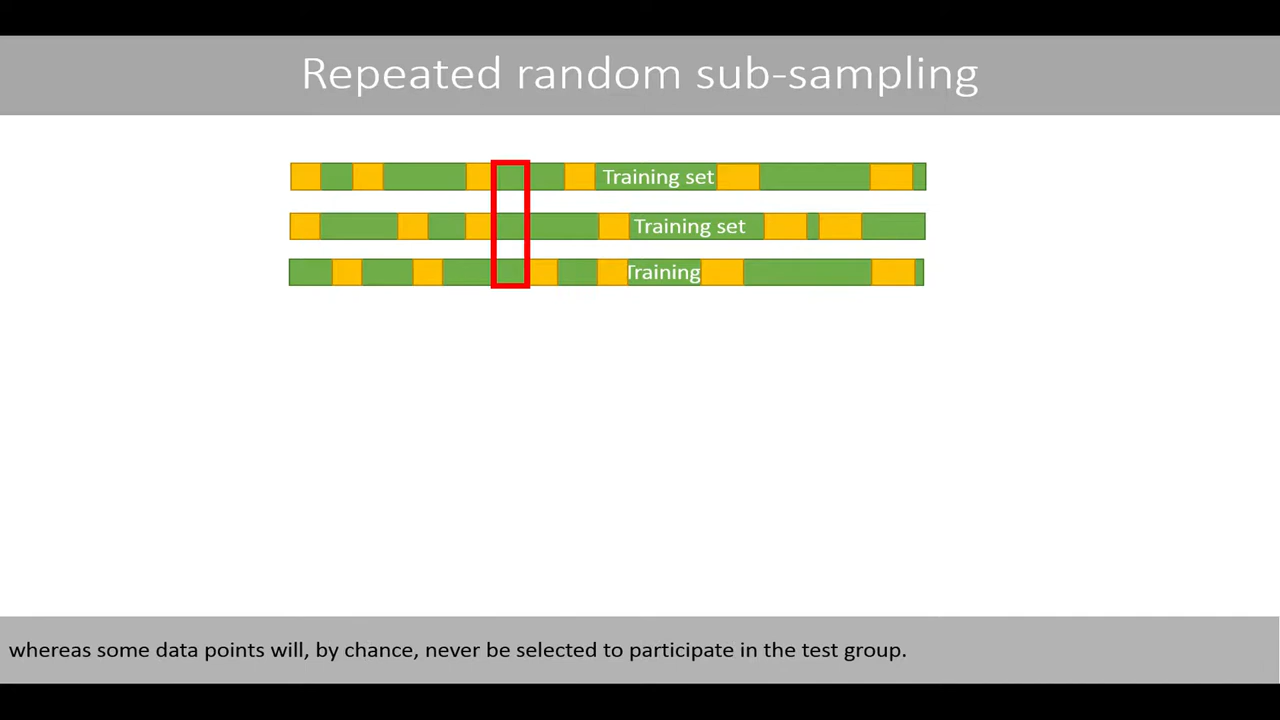 Repeated random sub-sampling
Training set
Training set
Training
whereas some data points will, by chance, never be selected to participate in the test group.